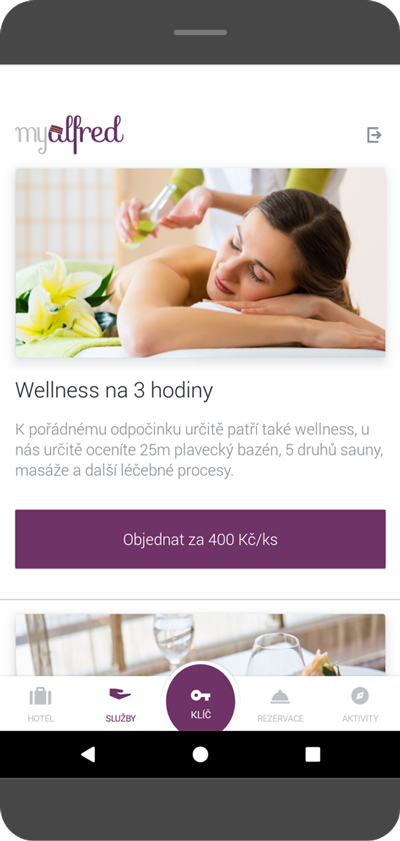 myalfred
Wellness na 3 hodiny
K pořádnému odpočinku určitě patří také wellness, u
nás určitě oceníte 25m plavecký bazén, 5 druhů sauny,
masáže a další léčebné procesy.
Objednat za 400 Kč/ks
HOTEL
SLUŽBY
KLÍČ
REZERVACE
AKTIVITY